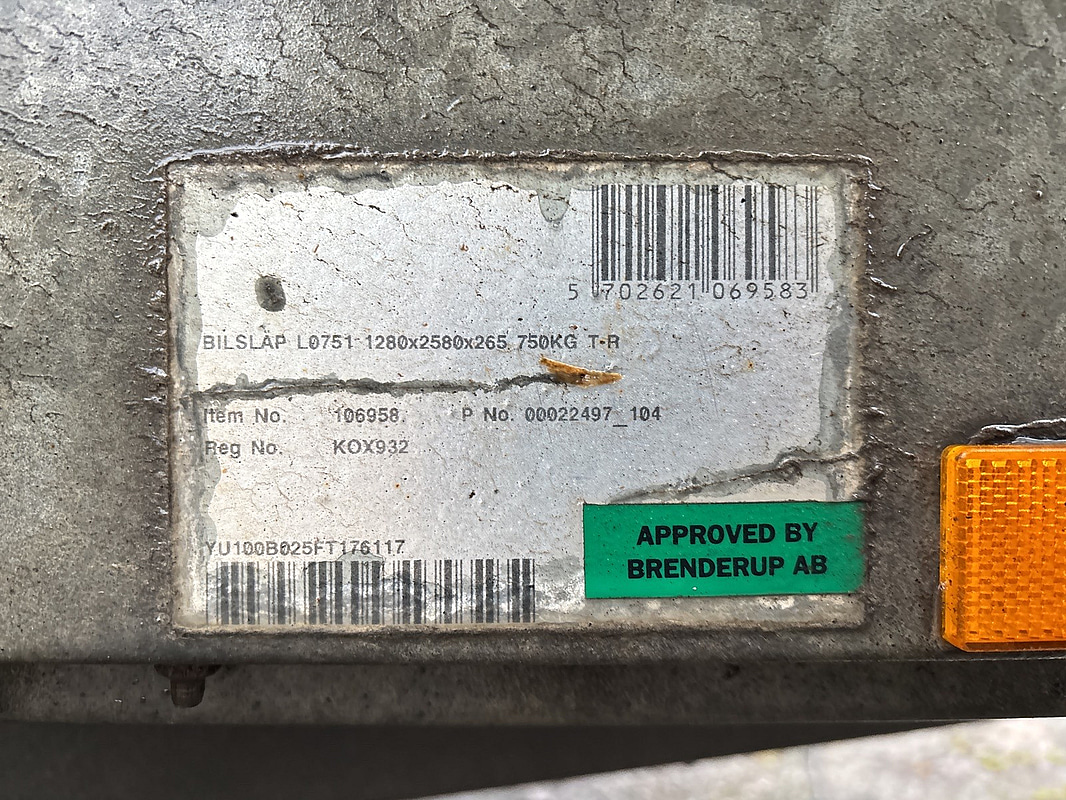 5 702621 069583
BILSLÄP L0751 1280x2580x265 750KG T-R
Item No. 106958 P No. 00022497_104
Reg No. KOX932
APPROVED BY
BRENDERUP AB
YU100B025FT176117